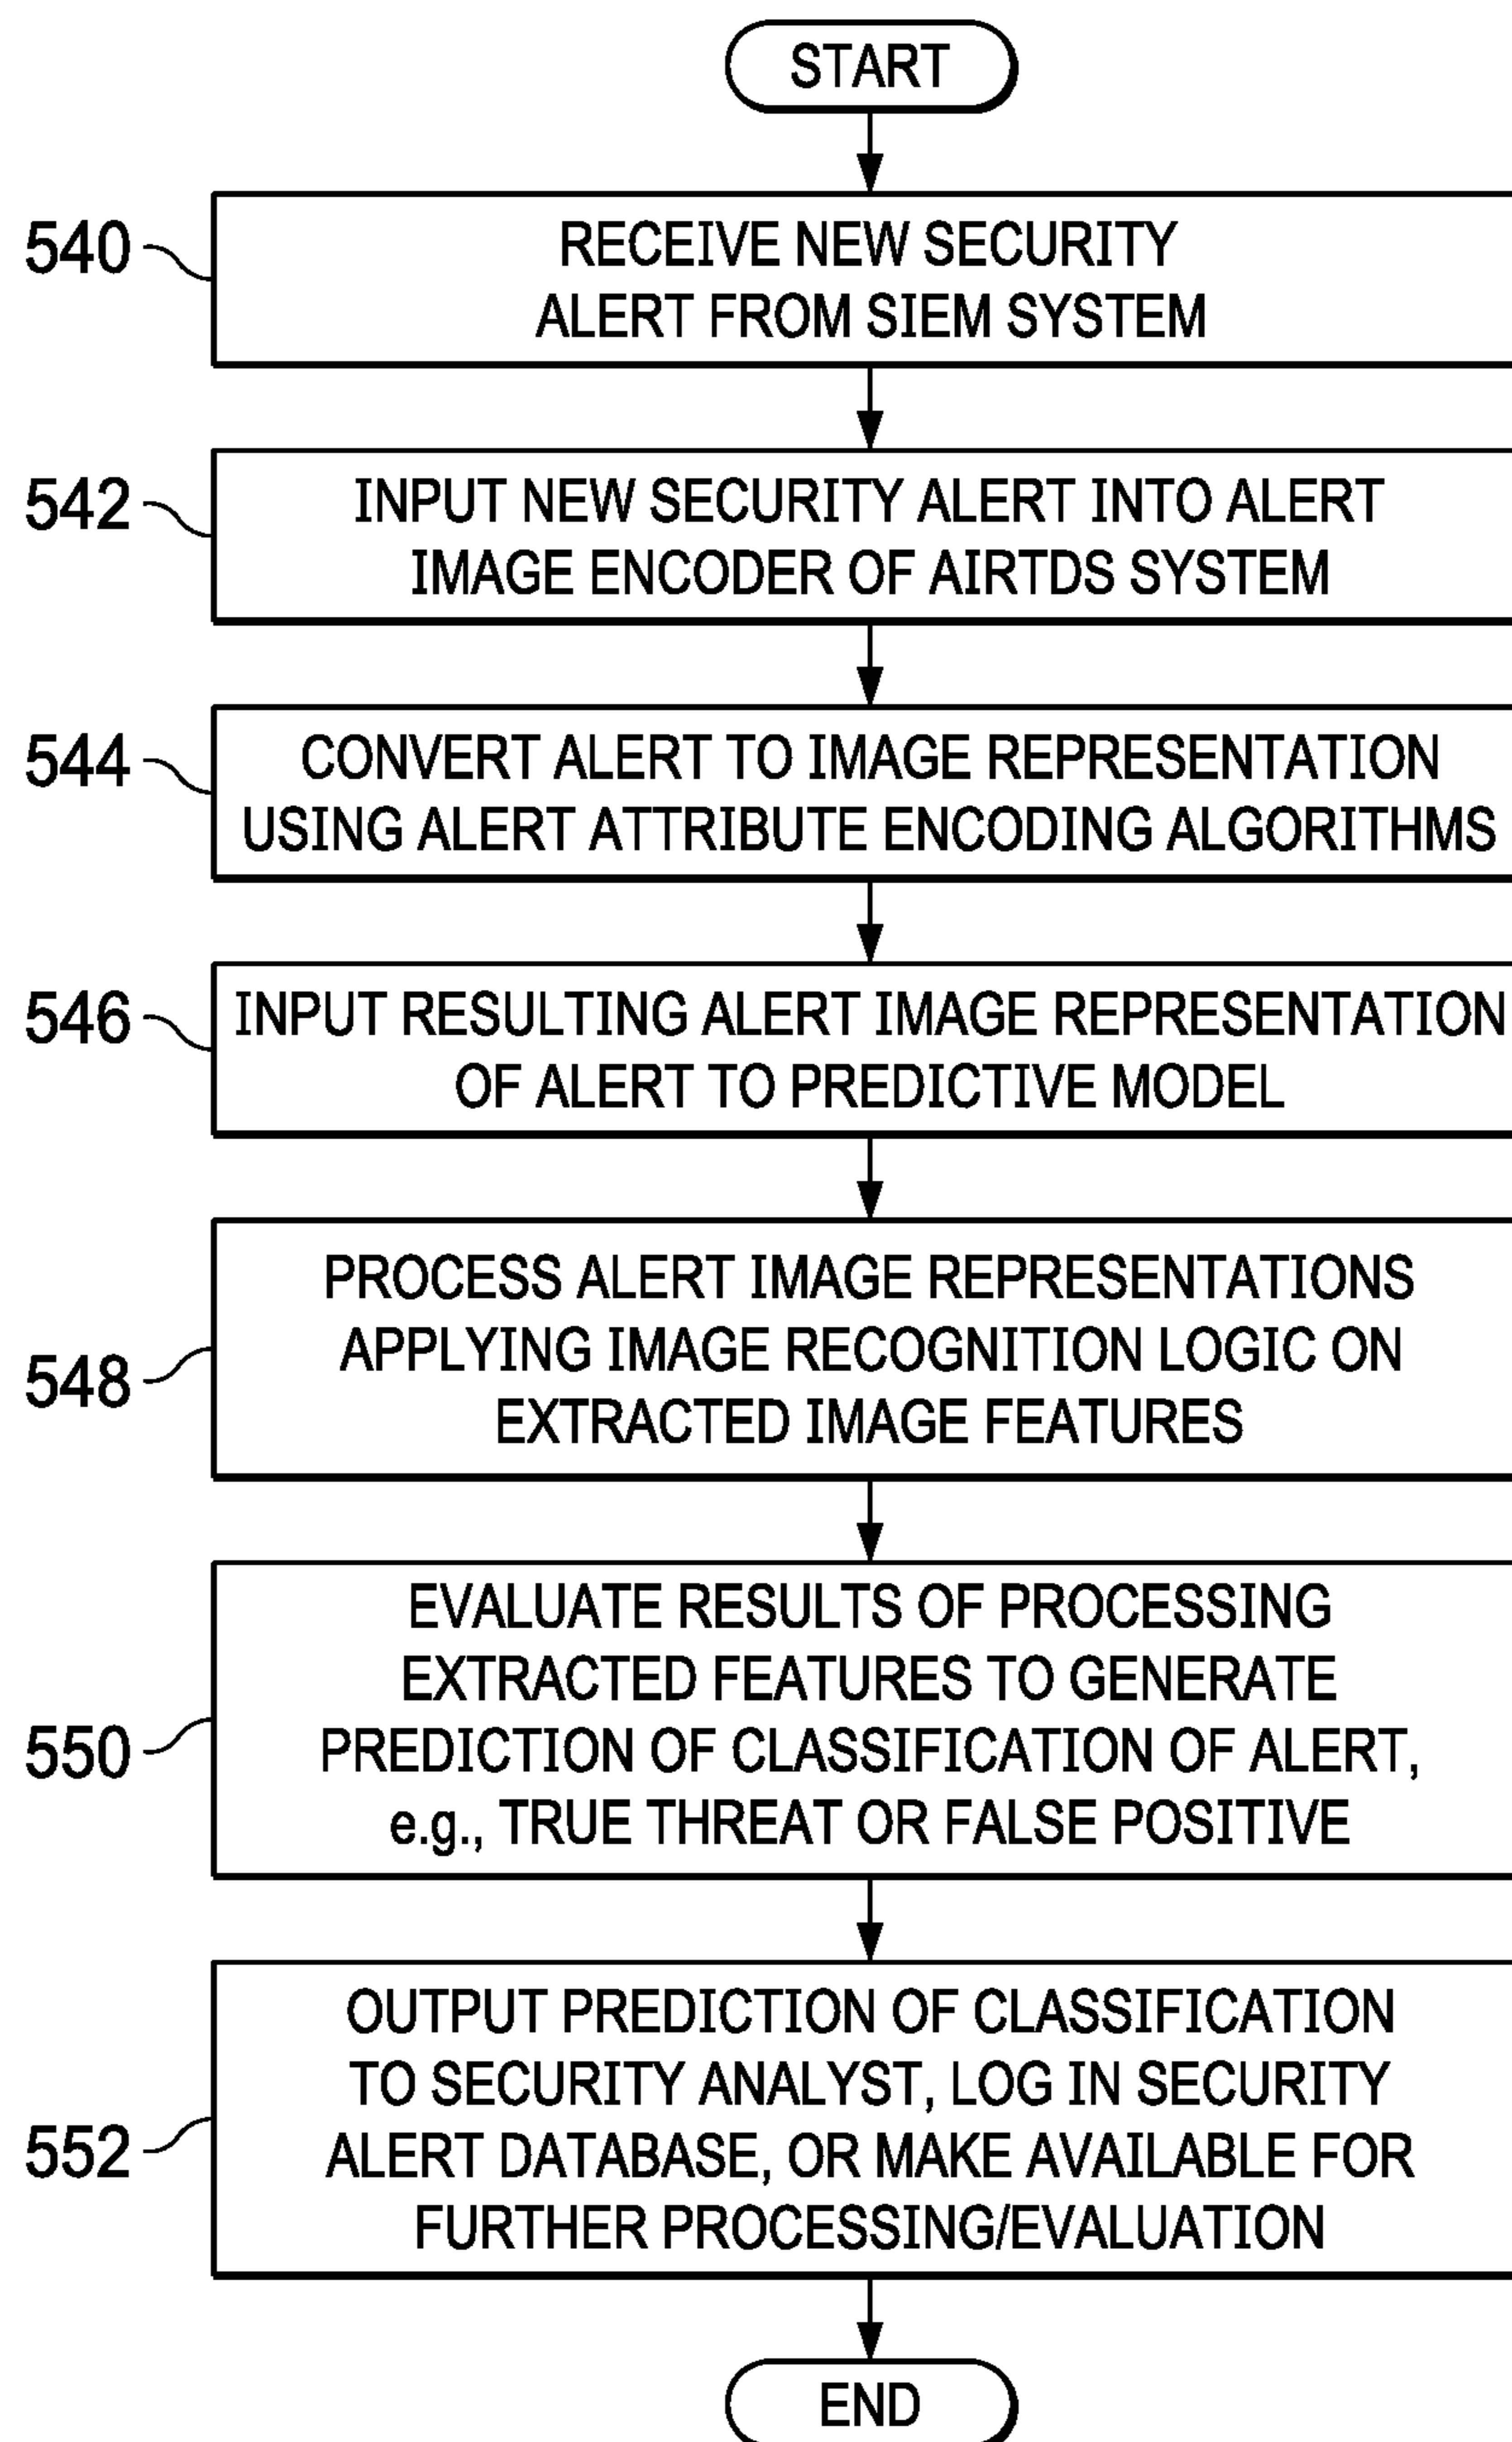 START
540
RECEIVE NEW SECURITY
ALERT FROM SIEM SYSTEM
542
INPUT NEW SECURITY ALERT INTO ALERT
IMAGE ENCODER OF AIRTDS SYSTEM
544
CONVERT ALERT TO IMAGE REPRESENTATION
USING ALERT ATTRIBUTE ENCODING ALGORITHMS
546
INPUT RESULTING ALERT IMAGE REPRESENTATION
OF ALERT TO PREDICTIVE MODEL
548
PROCESS ALERT IMAGE REPRESENTATIONS
APPLYING IMAGE RECOGNITION LOGIC ON
EXTRACTED IMAGE FEATURES
550
EVALUATE RESULTS OF PROCESSING
EXTRACTED FEATURES TO GENERATE
PREDICTION OF CLASSIFICATION OF ALERT,
e.g., TRUE THREAT OR FALSE POSITIVE
552
OUTPUT PREDICTION OF CLASSIFICATION
TO SECURITY ANALYST, LOG IN SECURITY
ALERT DATABASE, OR MAKE AVAILABLE FOR
FURTHER PROCESSING/EVALUATION
END